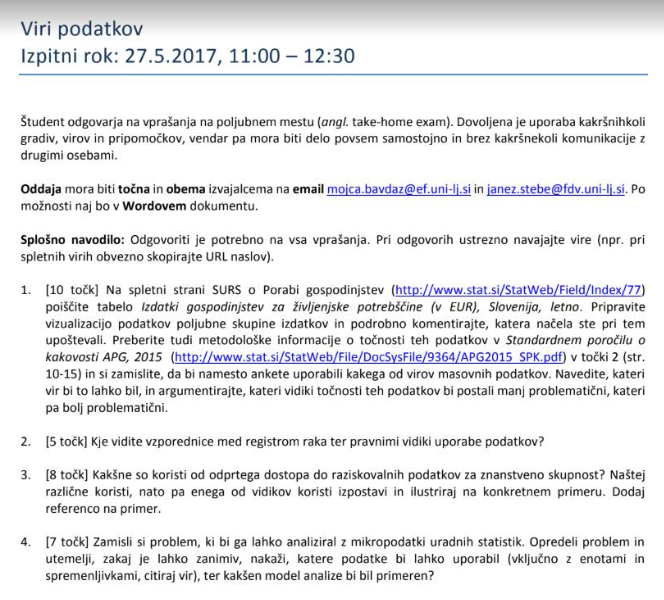 Viri podatkov
Izpitni rok: 27.5.2017, 11:00 – 12:30
Študent odgovarja na vprašanja na poljubnem mestu (angl. take-home exam). Dovoljena je uporaba kakršnihkoli
gradiv, virov in pripomočkov, vendar pa mora biti delo povsem samostojno in brez kakršnekoli komunikacije z
drugimi osebami.
Oddaja mora biti točna in obema izvajalcema na email mojca.bavdaz@ef.uni-lj.si in janez.stebe@fdv.uni-lj.si. Po
možnosti naj bo v Wordovem dokumentu.
Splošno navodilo: Odgovoriti je potrebno na vsa vprašanja. Pri odgovorih ustrezno navajajte vire (npr. pri
spletnih virih obvezno skopirajte URL naslov).
1. [10 točk] Na spletni strani SURS o Porabi gospodinjstev (http://www.stat.si/StatWeb/Field/Index/77)
poiščite tabelo Izdatki gospodinjstev za življenjske potrebščine (v EUR), Slovenija, letno. Pripravite
vizualizacijo podatkov poljubne skupine izdatkov in podrobno komentirajte, katera načela ste pri tem
upoštevali. Preberite tudi metodološke informacije o točnosti teh podatkov v Standardnem poročilu o
kakovosti APG, 2015 (http://www.stat.si/StatWeb/File/DocSysFile/9364/APG2015_SPK.pdf) v točki 2 (str.
10-15) in si zamislite, da bi namesto ankete uporabili kakega od virov masovnih podatkov. Navedite, kateri
vir bi to lahko bil, in argumentirajte, kateri vidiki točnosti teh podatkov bi postali manj problematični, kateri
pa bolj problematični.
2. [5 točk] Kje vidite vzporednice med registrom raka ter pravnimi vidiki uporabe podatkov?
3. [8 točk] Kakšne so koristi od odprtega dostopa do raziskovalnih podatkov za znanstveno skupnost? Naštej
različne koristi, nato pa enega od vidikov koristi izpostavi in ilustriraj na konkretnem primeru. Dodaj
referenco na primer.
4. [7 točk] Zamisli si problem, ki bi ga lahko analiziral z mikropodatki uradnih statistik. Opredeli problem in
utemelji, zakaj je lahko zanimiv, nakaži, katere podatke bi lahko uporabil (vključno z enotami in
spremenljivkami, citiraj vir), ter kakšen model analize bi bil primeren?